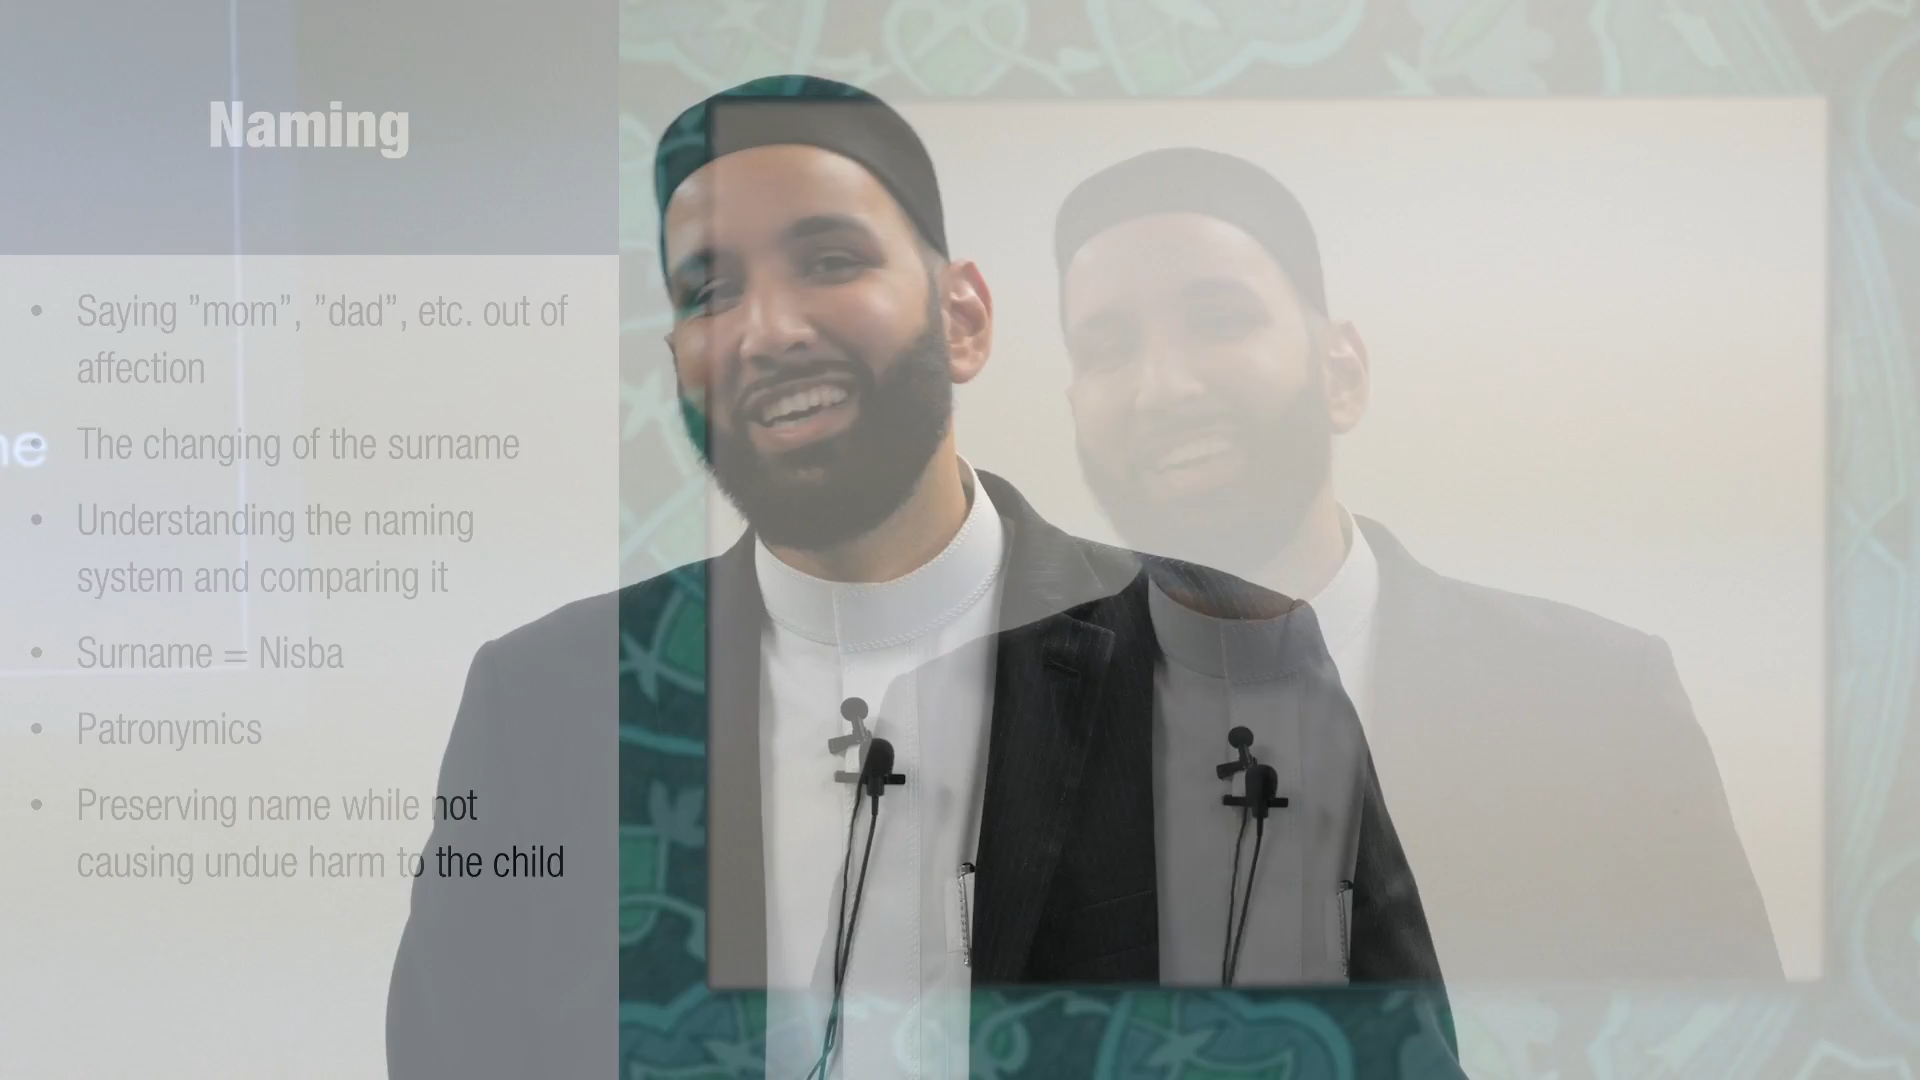 Naming
• Saying ”mom”, ”dad”, etc. out of
affection
• The changing of the surname
• Understanding the naming
system and comparing it
• Surname = Nisba
• Patronymics
• Preserving name while not
causing undue harm to the child
ne